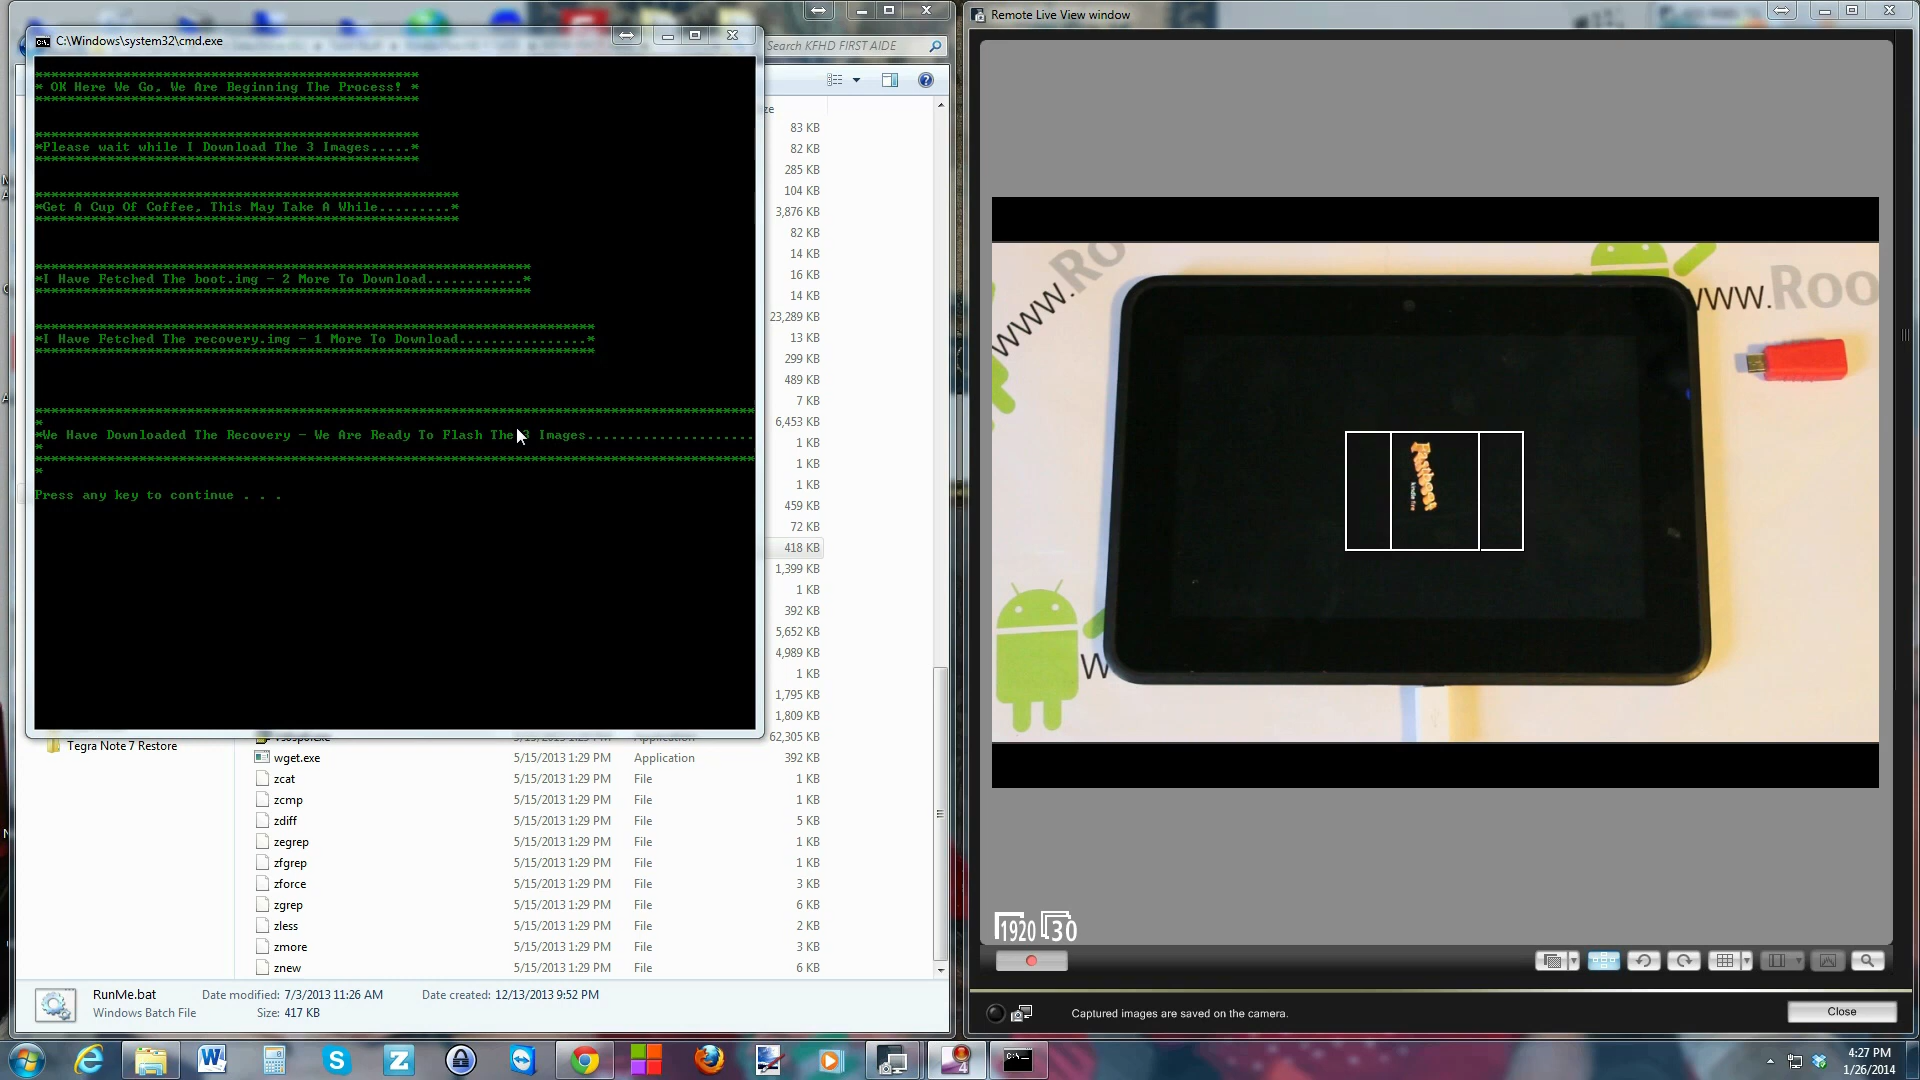 C:\Windows\system32\cmd.exe
Search KFHD FIRST AIDE
*************************************************
* OK Here We Go, We Are Beginning The Process! *
*************************************************
*Please wait while I Download The 3 Images.....*
*Get A Cup Of Coffee, This May Take A While.........*
*I Have Fetched The boot.img - 2 More To Download............*
*I Have Fetched The recovery.img - 1 More To Download................*
*We Have Downloaded The Recovery - We Are Ready To Flash The 3 Images.....................
*
Press any key to continue . . .
83 KB
82 KB
285 KB
104 KB
3,876 KB
82 KB
14 KB
16 KB
14 KB
23,289 KB
13 KB
299 KB
489 KB
7 KB
6,453 KB
1 KB
1 KB
1 KB
459 KB
72 KB
418 KB
1,399 KB
1 KB
392 KB
5,652 KB
4,989 KB
1 KB
1,795 KB
1,809 KB
62,305 KB
Tegra Note 7 Restore
wget.exe 5/15/2013 1:29 PM Application 392 KB
zcat 5/15/2013 1:29 PM File 1 KB
zcmp 5/15/2013 1:29 PM File 1 KB
zdiff 5/15/2013 1:29 PM File 5 KB
zegrep 5/15/2013 1:29 PM File 1 KB
zfgrep 5/15/2013 1:29 PM File 1 KB
zforce 5/15/2013 1:29 PM File 3 KB
zgrep 5/15/2013 1:29 PM File 6 KB
zless 5/15/2013 1:29 PM File 2 KB
zmore 5/15/2013 1:29 PM File 3 KB
znew 5/15/2013 1:29 PM File 6 KB
RunMe.bat Date modified: 7/3/2013 11:26 AM Date created: 12/13/2013 9:52 PM
Windows Batch File Size: 417 KB
Remote Live View window
www.Ro
www.Roo
Fastboot
kindle fire
w
1920 30
Captured images are saved on the camera.
Close
4:27 PM
1/26/2014